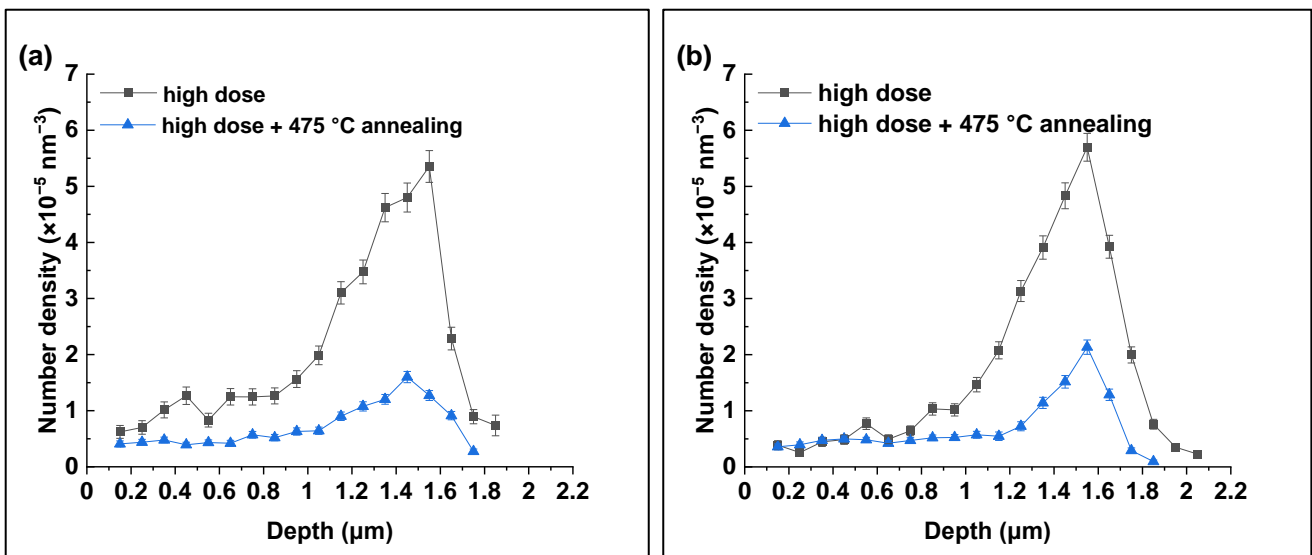 (a)
high dose
high dose + 475 °C annealing
Number density (×10⁻⁵ nm⁻³)
7
6
5
4
3
2
1
0
0 0.2 0.4 0.6 0.8 1 1.2 1.4 1.6 1.8 2 2.2
Depth (μm)
(b)
high dose
high dose + 475 °C annealing
Number density (×10⁻⁵ nm⁻³)
7
6
5
4
3
2
1
0
0 0.2 0.4 0.6 0.8 1 1.2 1.4 1.6 1.8 2 2.2
Depth (μm)